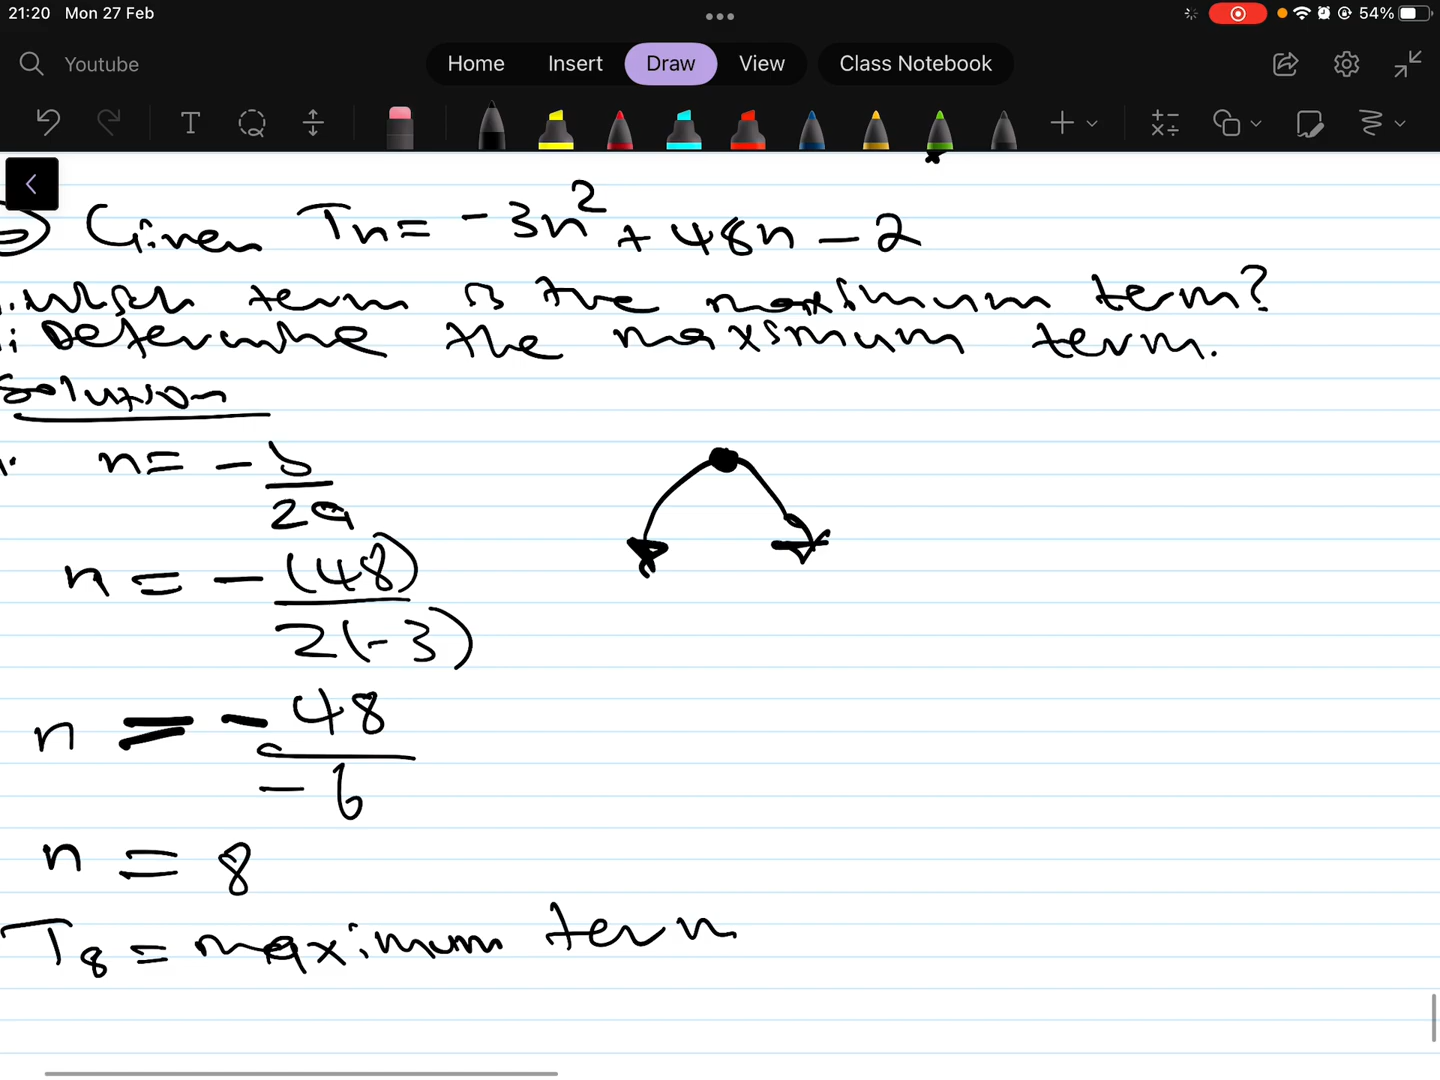 21:20 Mon 27 Feb
54%
Youtube
Home Insert Draw View Class Notebook
Given Tn = -3n² + 48n - 2
i. which term is the maximum term?
ii Determine the maximum term.
Solution
n = - b/2a
n = - (48)/2(-3)
n = - 48/-6
n = 8
T₈ = maximum term